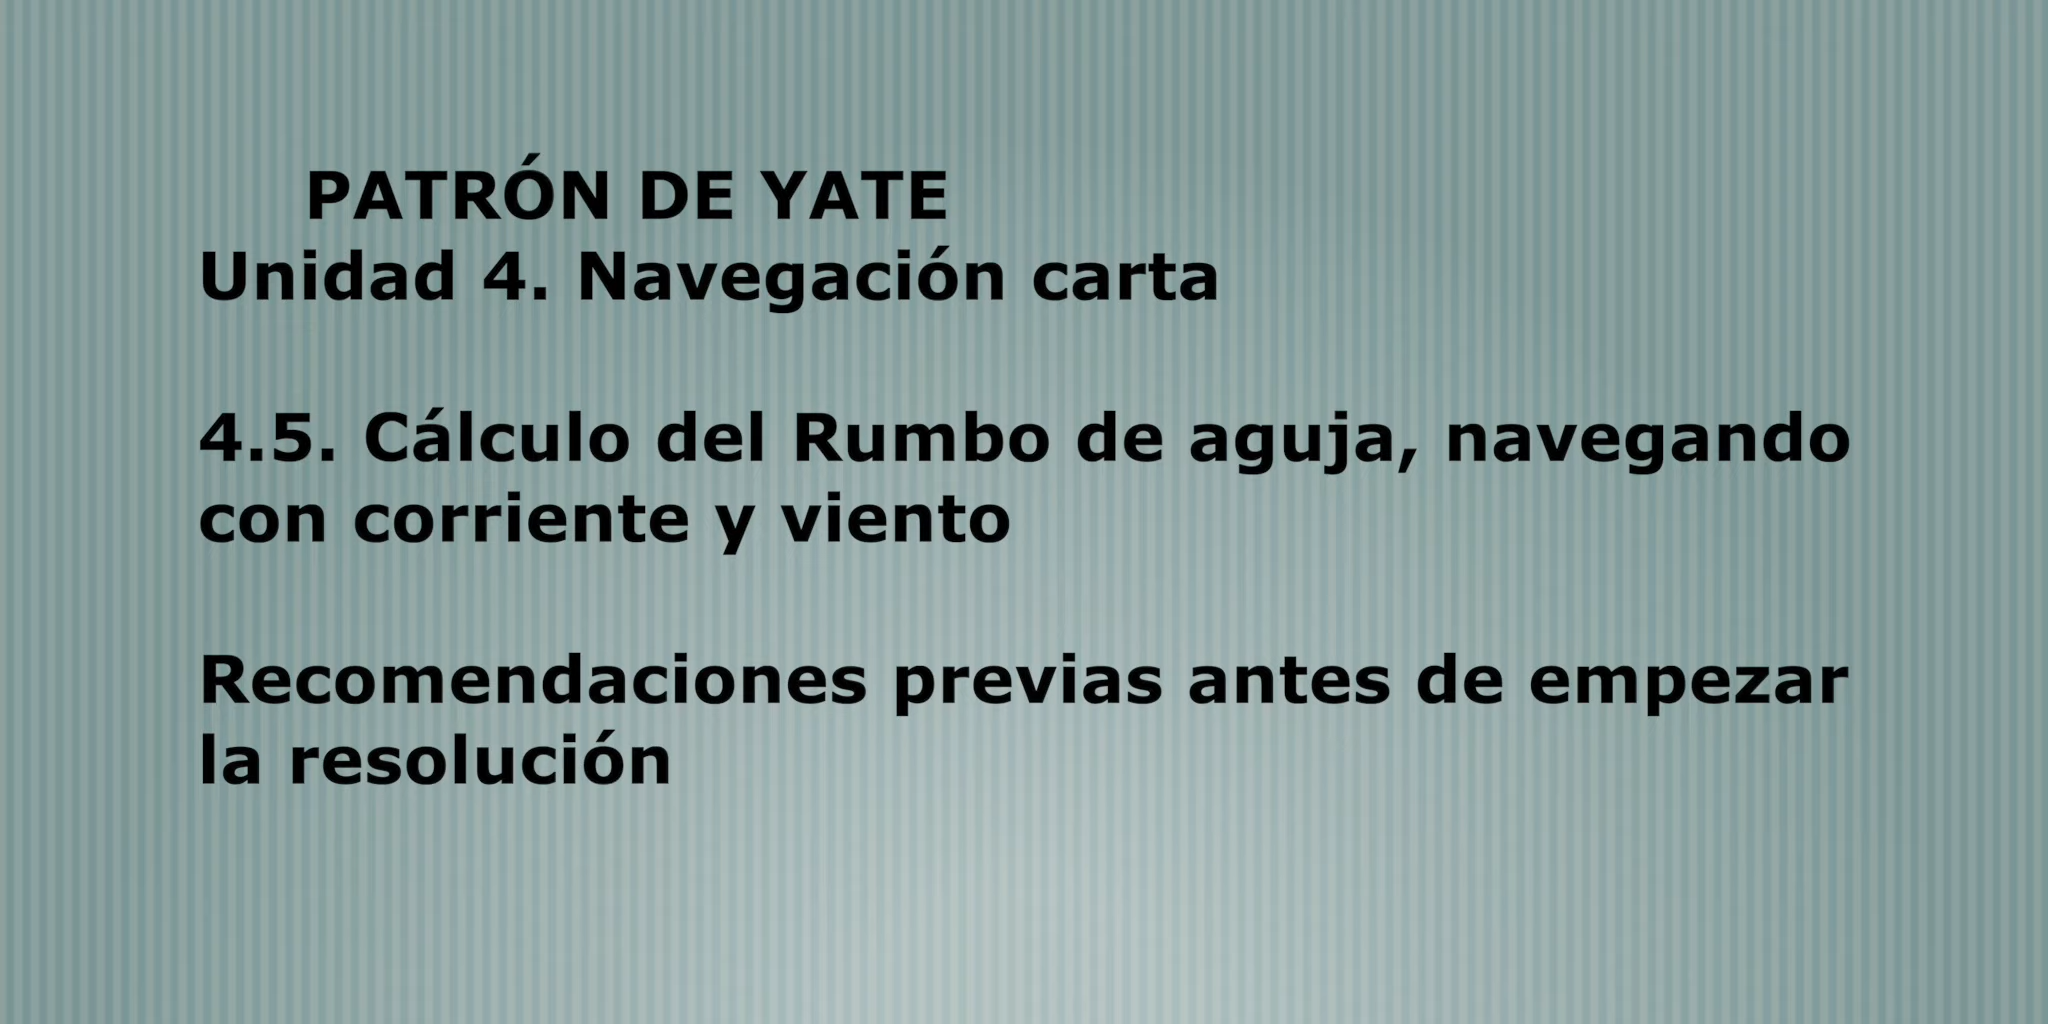 PATRÓN DE YATE
Unidad 4. Navegación carta
4.5. Cálculo del Rumbo de aguja, navegando
con corriente y viento
Recomendaciones previas antes de empezar
la resolución